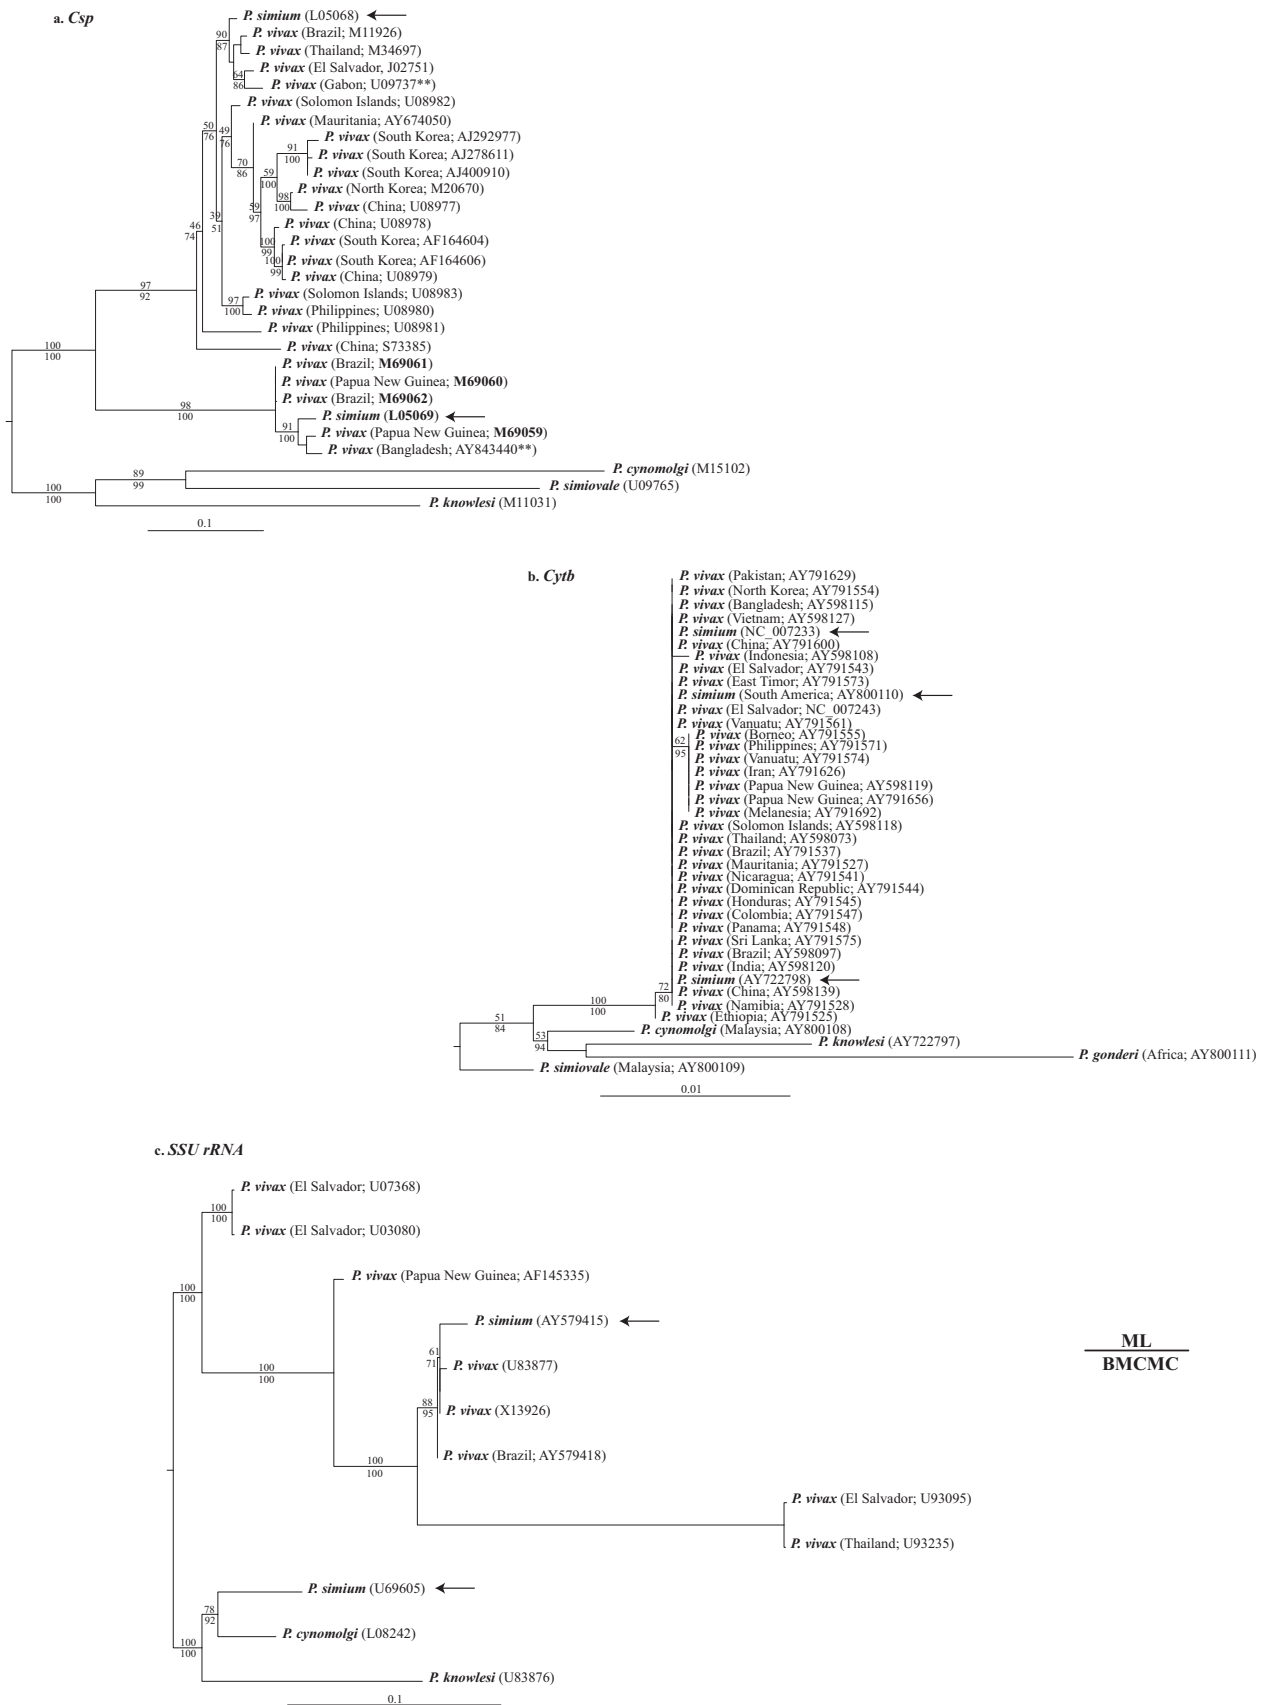 a. Csp
P. simium (L05068)
90
87
P. vivax (Brazil; M11926)
P. vivax (Thailand; M34697)
P. vivax (El Salvador, J02751)
64
86
P. vivax (Gabon; U09737**)
P. vivax (Solomon Islands; U08982)
P. vivax (Mauritania; AY674050)
50
76
49
76
P. vivax (South Korea; AJ292977)
91
100
P. vivax (South Korea; AJ278611)
70
86
P. vivax (South Korea; AJ400910)
59
100
P. vivax (North Korea; M20670)
98
100
P. vivax (China; U08977)
59
97
39
51
46
74
P. vivax (China; U08978)
100
99
P. vivax (South Korea; AF164604)
100
99
P. vivax (South Korea; AF164606)
P. vivax (China; U08979)
97
92
P. vivax (Solomon Islands; U08983)
97
100
P. vivax (Philippines; U08980)
P. vivax (Philippines; U08981)
100
100
P. vivax (China; S73385)
P. vivax (Brazil; M69061)
P. vivax (Papua New Guinea; M69060)
P. vivax (Brazil; M69062)
98
100
P. simium (L05069)
91
100
P. vivax (Papua New Guinea; M69059)
P. vivax (Bangladesh; AY843440**)
P. cynomolgi (M15102)
89
99
P. simiovale (U09765)
100
100
P. knowlesi (M11031)
0.1
b. Cytb
P. vivax (Pakistan; AY791629)
P. vivax (North Korea; AY791554)
P. vivax (Bangladesh; AY598115)
P. vivax (Vietnam; AY598127)
P. simium (NC_007233)
P. vivax (China; AY791600)
P. vivax (Indonesia; AY598108)
P. vivax (El Salvador; AY791543)
P. vivax (East Timor; AY791573)
P. simium (South America; AY800110)
P. vivax (El Salvador; NC_007243)
P. vivax (Vanuatu; AY791561)
P. vivax (Borneo; AY791555)
62
95
P. vivax (Philippines; AY791571)
P. vivax (Vanuatu; AY791574)
P. vivax (Iran; AY791626)
P. vivax (Papua New Guinea; AY598119)
P. vivax (Papua New Guinea; AY791656)
P. vivax (Melanesia; AY791692)
P. vivax (Solomon Islands; AY598118)
P. vivax (Thailand; AY598073)
P. vivax (Brazil; AY791537)
P. vivax (Mauritania; AY791527)
P. vivax (Nicaragua; AY791541)
P. vivax (Dominican Republic; AY791544)
P. vivax (Honduras; AY791545)
P. vivax (Colombia; AY791547)
P. vivax (Panama; AY791548)
P. vivax (Sri Lanka; AY791575)
P. vivax (Brazil; AY598097)
P. vivax (India; AY598120)
P. simium (AY722798)
72
80
P. vivax (China; AY598139)
100
100
P. vivax (Namibia; AY791528)
P. vivax (Ethiopia; AY791525)
51
84
P. cynomolgi (Malaysia; AY800108)
53
94
P. knowlesi (AY722797)
P. gonderi (Africa; AY800111)
P. simiovale (Malaysia; AY800109)
0.01
c. SSU rRNA
P. vivax (El Salvador; U07368)
100
100
P. vivax (El Salvador; U03080)
P. vivax (Papua New Guinea; AF145335)
100
100
P. simium (AY579415)
61
71
ML
BMCMC
P. vivax (U83877)
100
100
88
95
P. vivax (X13926)
P. vivax (Brazil; AY579418)
100
100
P. vivax (El Salvador; U93095)
P. vivax (Thailand; U93235)
P. simium (U69605)
78
92
P. cynomolgi (L08242)
100
100
P. knowlesi (U83876)
0.1